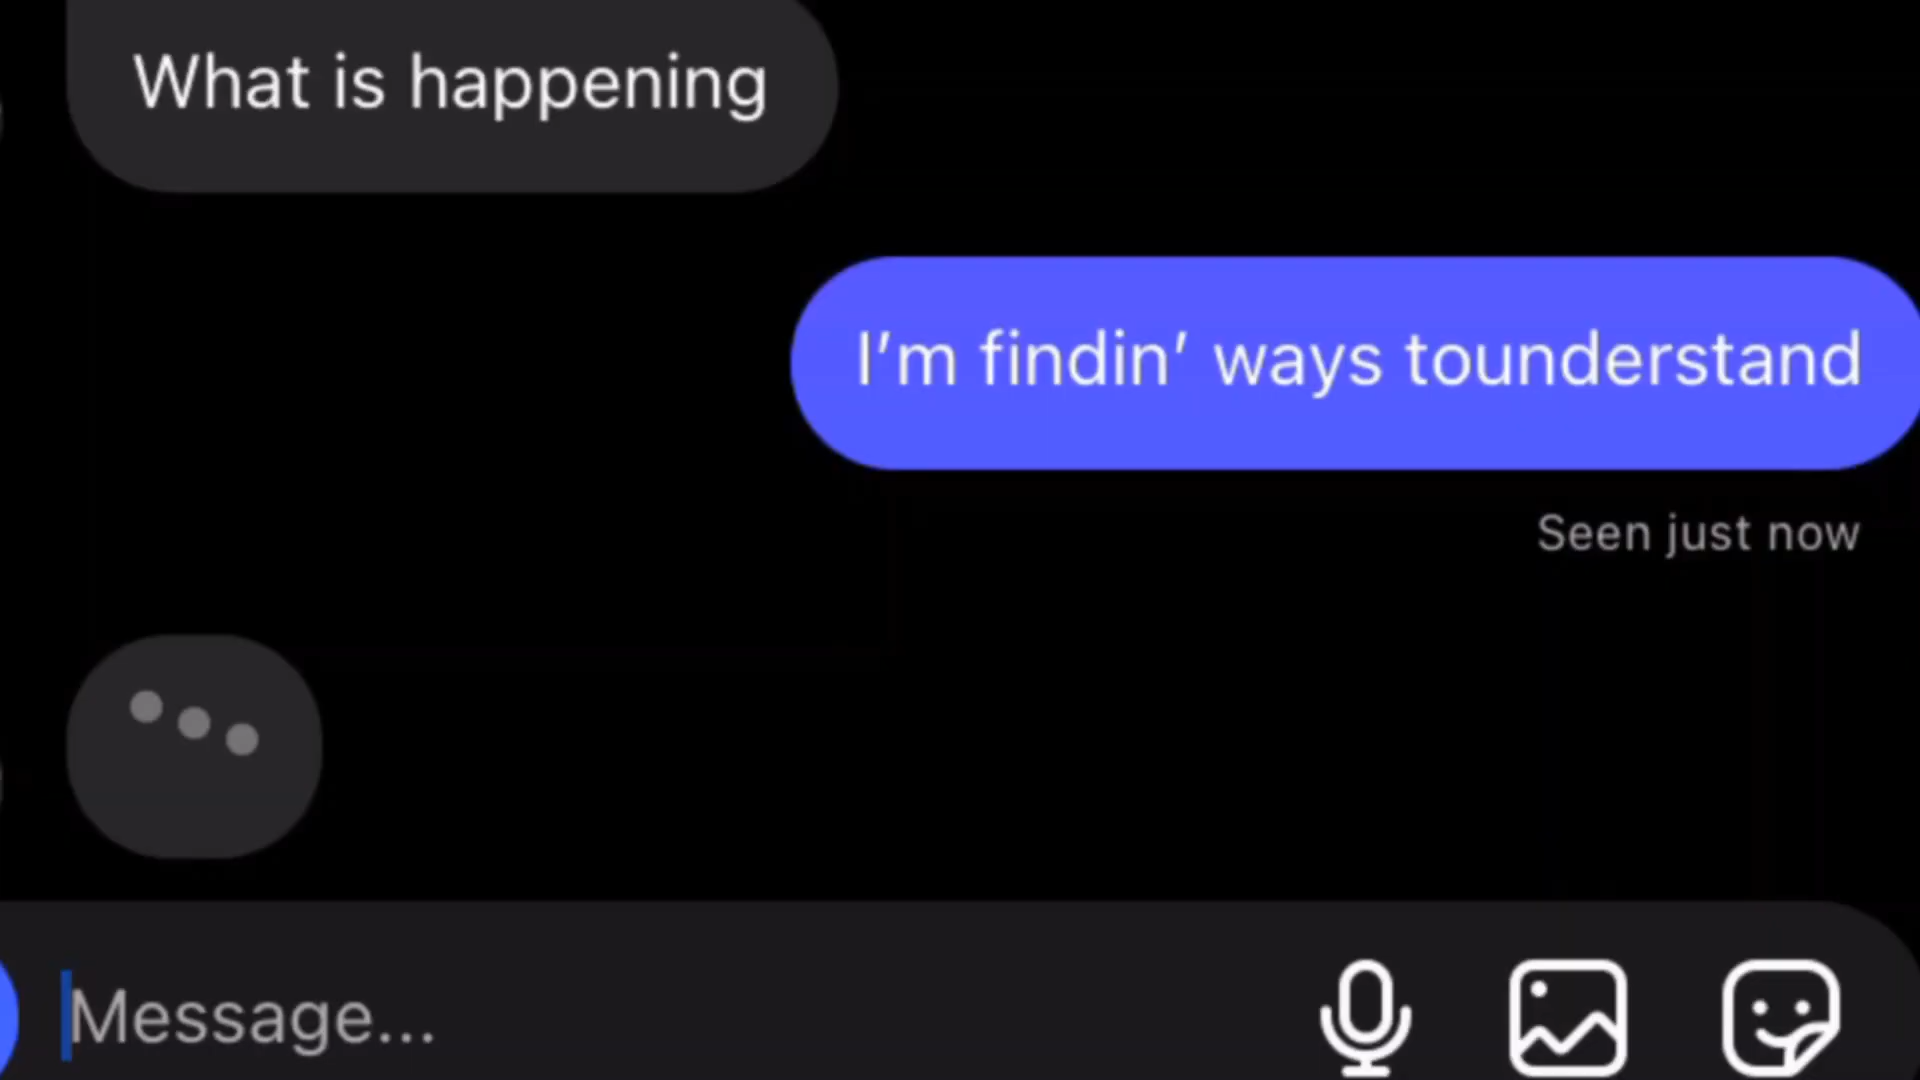 What is happening
I’m findin’ ways tounderstand
Seen just now
Message...